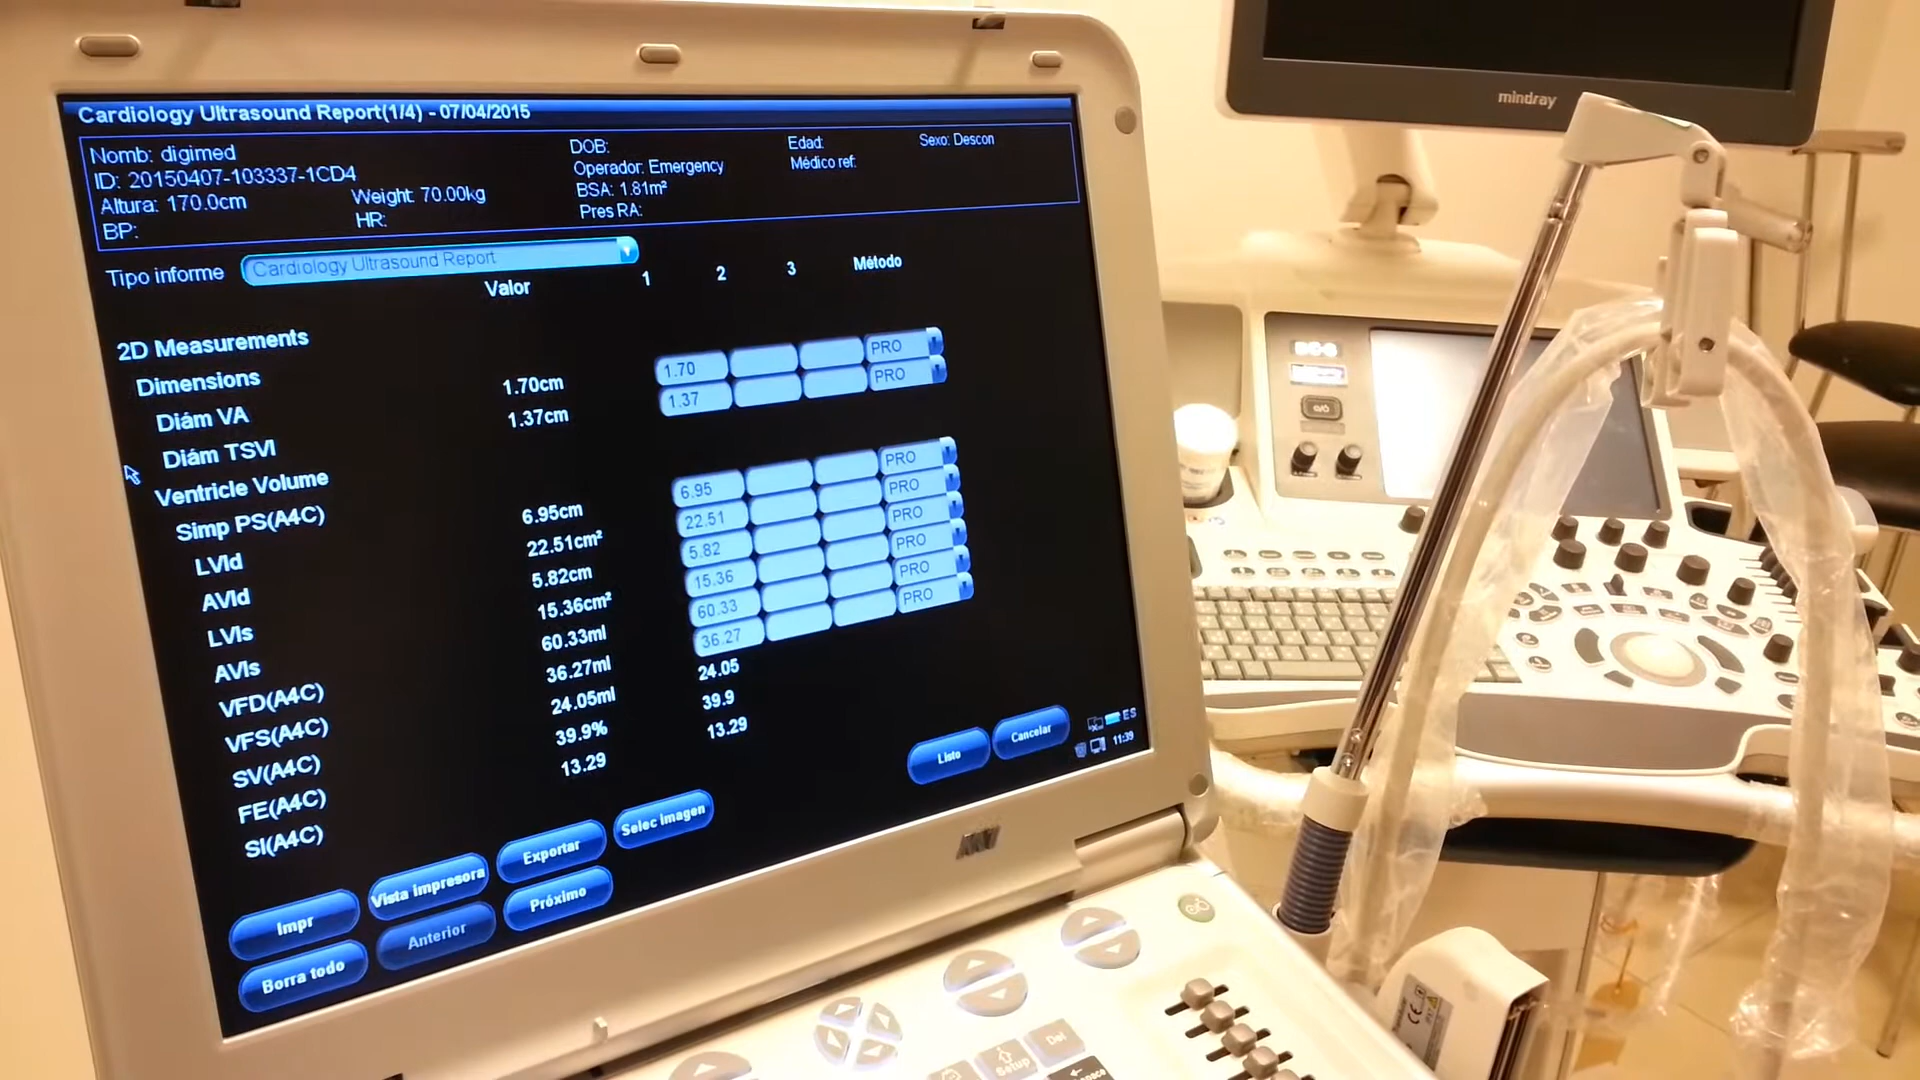 Cardiology Ultrasound Report(1/4) - 07/04/2015
Nomb: digimed DOB: Edad: Sexo: Descon
ID: 20150407-103337-1CD4 Operador: Emergency Médico ref:
Altura: 170.0cm Weight: 70.00kg BSA: 1.81m²
BP: HR: Pres RA:
Tipo informe Cardiology Ultrasound Report
Valor 1 2 3 Método
2D Measurements
Dimensions
Diám VA 1.70cm 1.70 PRO
Diám TSVI 1.37cm 1.37 PRO
Ventricle Volume
Simp PS(A4C)
LVId 6.95cm 6.95 PRO
AVId 22.51cm² 22.51 PRO
LVIs 5.82cm 5.82 PRO
AVIs 15.36cm² 15.36 PRO
VFD(A4C) 60.33ml 60.33 PRO
VFS(A4C) 36.27ml 36.27 PRO
SV(A4C) 24.05ml 24.05
FE(A4C) 39.9% 39.9
SI(A4C) 13.29 13.29
Listo Cancelar ES
11:39
Impr Vista impresora Exportar Selec imagen
Borra todo Anterior Próximo
mindray
Setup
Del